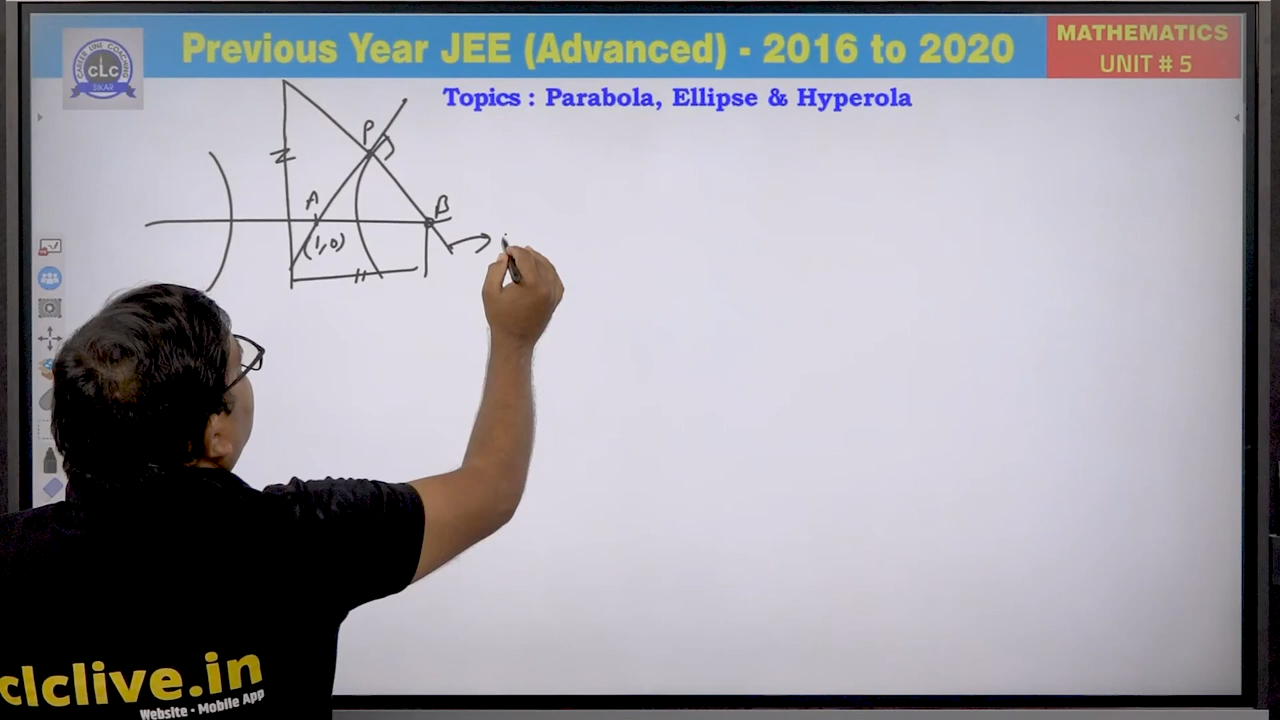 Previous Year JEE (Advanced) - 2016 to 2020
MATHEMATICS
UNIT # 5
CLC
SIKAR
Topics : Parabola, Ellipse & Hyperola
P
A
B
(1,0)
clclive.in
Website - Mobile App